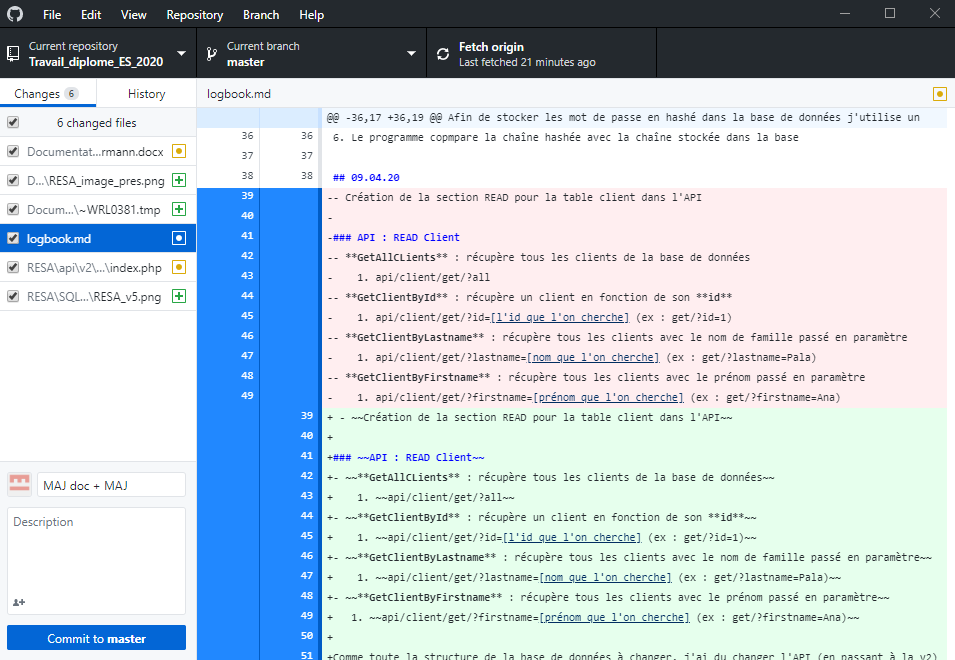 File Edit View Repository Branch Help
Current repository
Travail_diplome_ES_2020
Current branch
master
Fetch origin
Last fetched 21 minutes ago
Changes 6 History
6 changed files
Documentat...rmann.docx
D...\RESA_image_pres.png
Docum...\~WRL0381.tmp
logbook.md
RESA\api\v2\...\index.php
RESA\SQL...\RESA_v5.png
MAJ doc + MAJ
Description
Commit to master
logbook.md
@@ -36,17 +36,19 @@ Afin de stocker les mot de passe en hashé dans la base de données j'utilise un
36 36 6. Le programme copmpare la chaîne hashée avec la chaîne stockée dans la base
37 37
38 38 ## 09.04.20
39 -- Création de la section READ pour la table client dans l'API
40 -
41 -### API : READ Client
42 -- **GetAllCLients** : récupère tous les clients de la base de données
43 -    1. api/client/get/?all
44 -- **GetClientById** : récupère un client en fonction de son **id**
45 -    1. api/client/get/?id=[l'id que l'on cherche] (ex : get/?id=1)
46 -- **GetClientByLastname** : récupère tous les clients avec le nom de famille passé en paramètre
47 -    1. api/client/get/?lastname=[nom que l'on cherche] (ex : get/?lastname=Pala)
48 -- **GetClientByFirstname** : récupère tous les clients avec le prénom passé en paramètre
49 -    1. api/client/get/?firstname=[prénom que l'on cherche] (ex : get/?firstname=Ana)
39 + - ~~Création de la section READ pour la table client dans l'API~~
40 +
41 +### ~~API : READ Client~~
42 +- ~~**GetAllCLients** : récupère tous les clients de la base de données~~
43 +    1. ~~api/client/get/?all~~
44 +- ~~**GetClientById** : récupère un client en fonction de son **id**~~
45 +    1. ~~api/client/get/?id=[l'id que l'on cherche] (ex : get/?id=1)~~
46 +- ~~**GetClientByLastname** : récupère tous les clients avec le nom de famille passé en paramètre~~
47 +    1. ~~api/client/get/?lastname=[nom que l'on cherche] (ex : get/?lastname=Pala)~~
48 +- ~~**GetClientByFirstname** : récupère tous les clients avec le prénom passé en paramètre~~
49 +   1. ~~api/client/get/?firstname=[prénom que l'on cherche] (ex : get/?firstname=Ana)~~
50 +
51 +Comme toute la structure de la base de données à changer, j'ai du changer l'API (en passant à la v2)